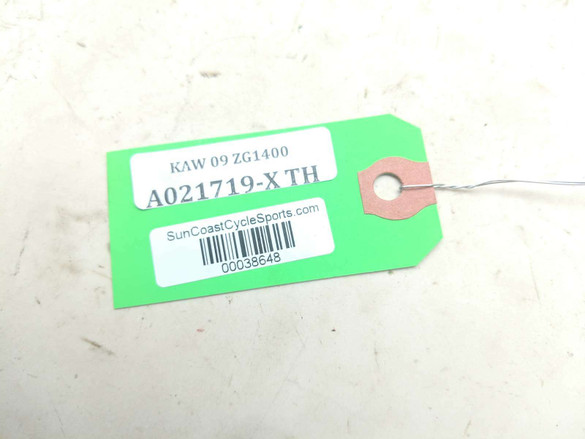 KAW 09 ZG1400
A021719-X TH
SunCoastCycleSports.com
00038648